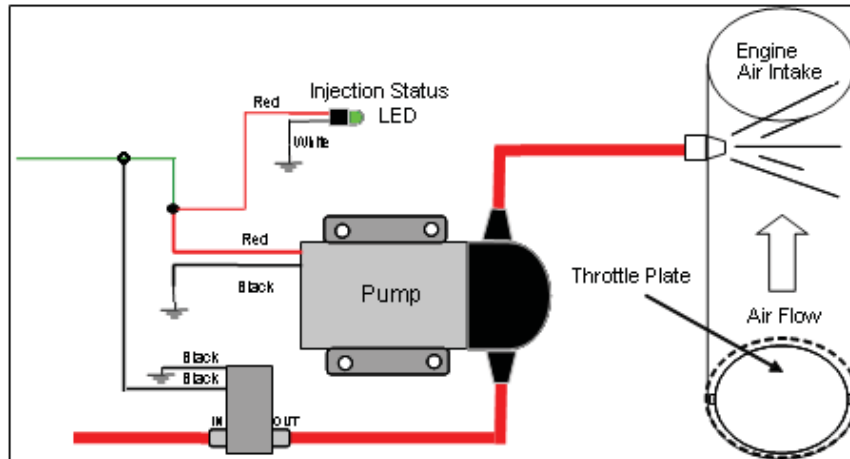 Engine
Air Intake
Injection Status
LED
Red
White
Red
Black
Pump
Throttle Plate
Air Flow
Black
Black
IN
OUT